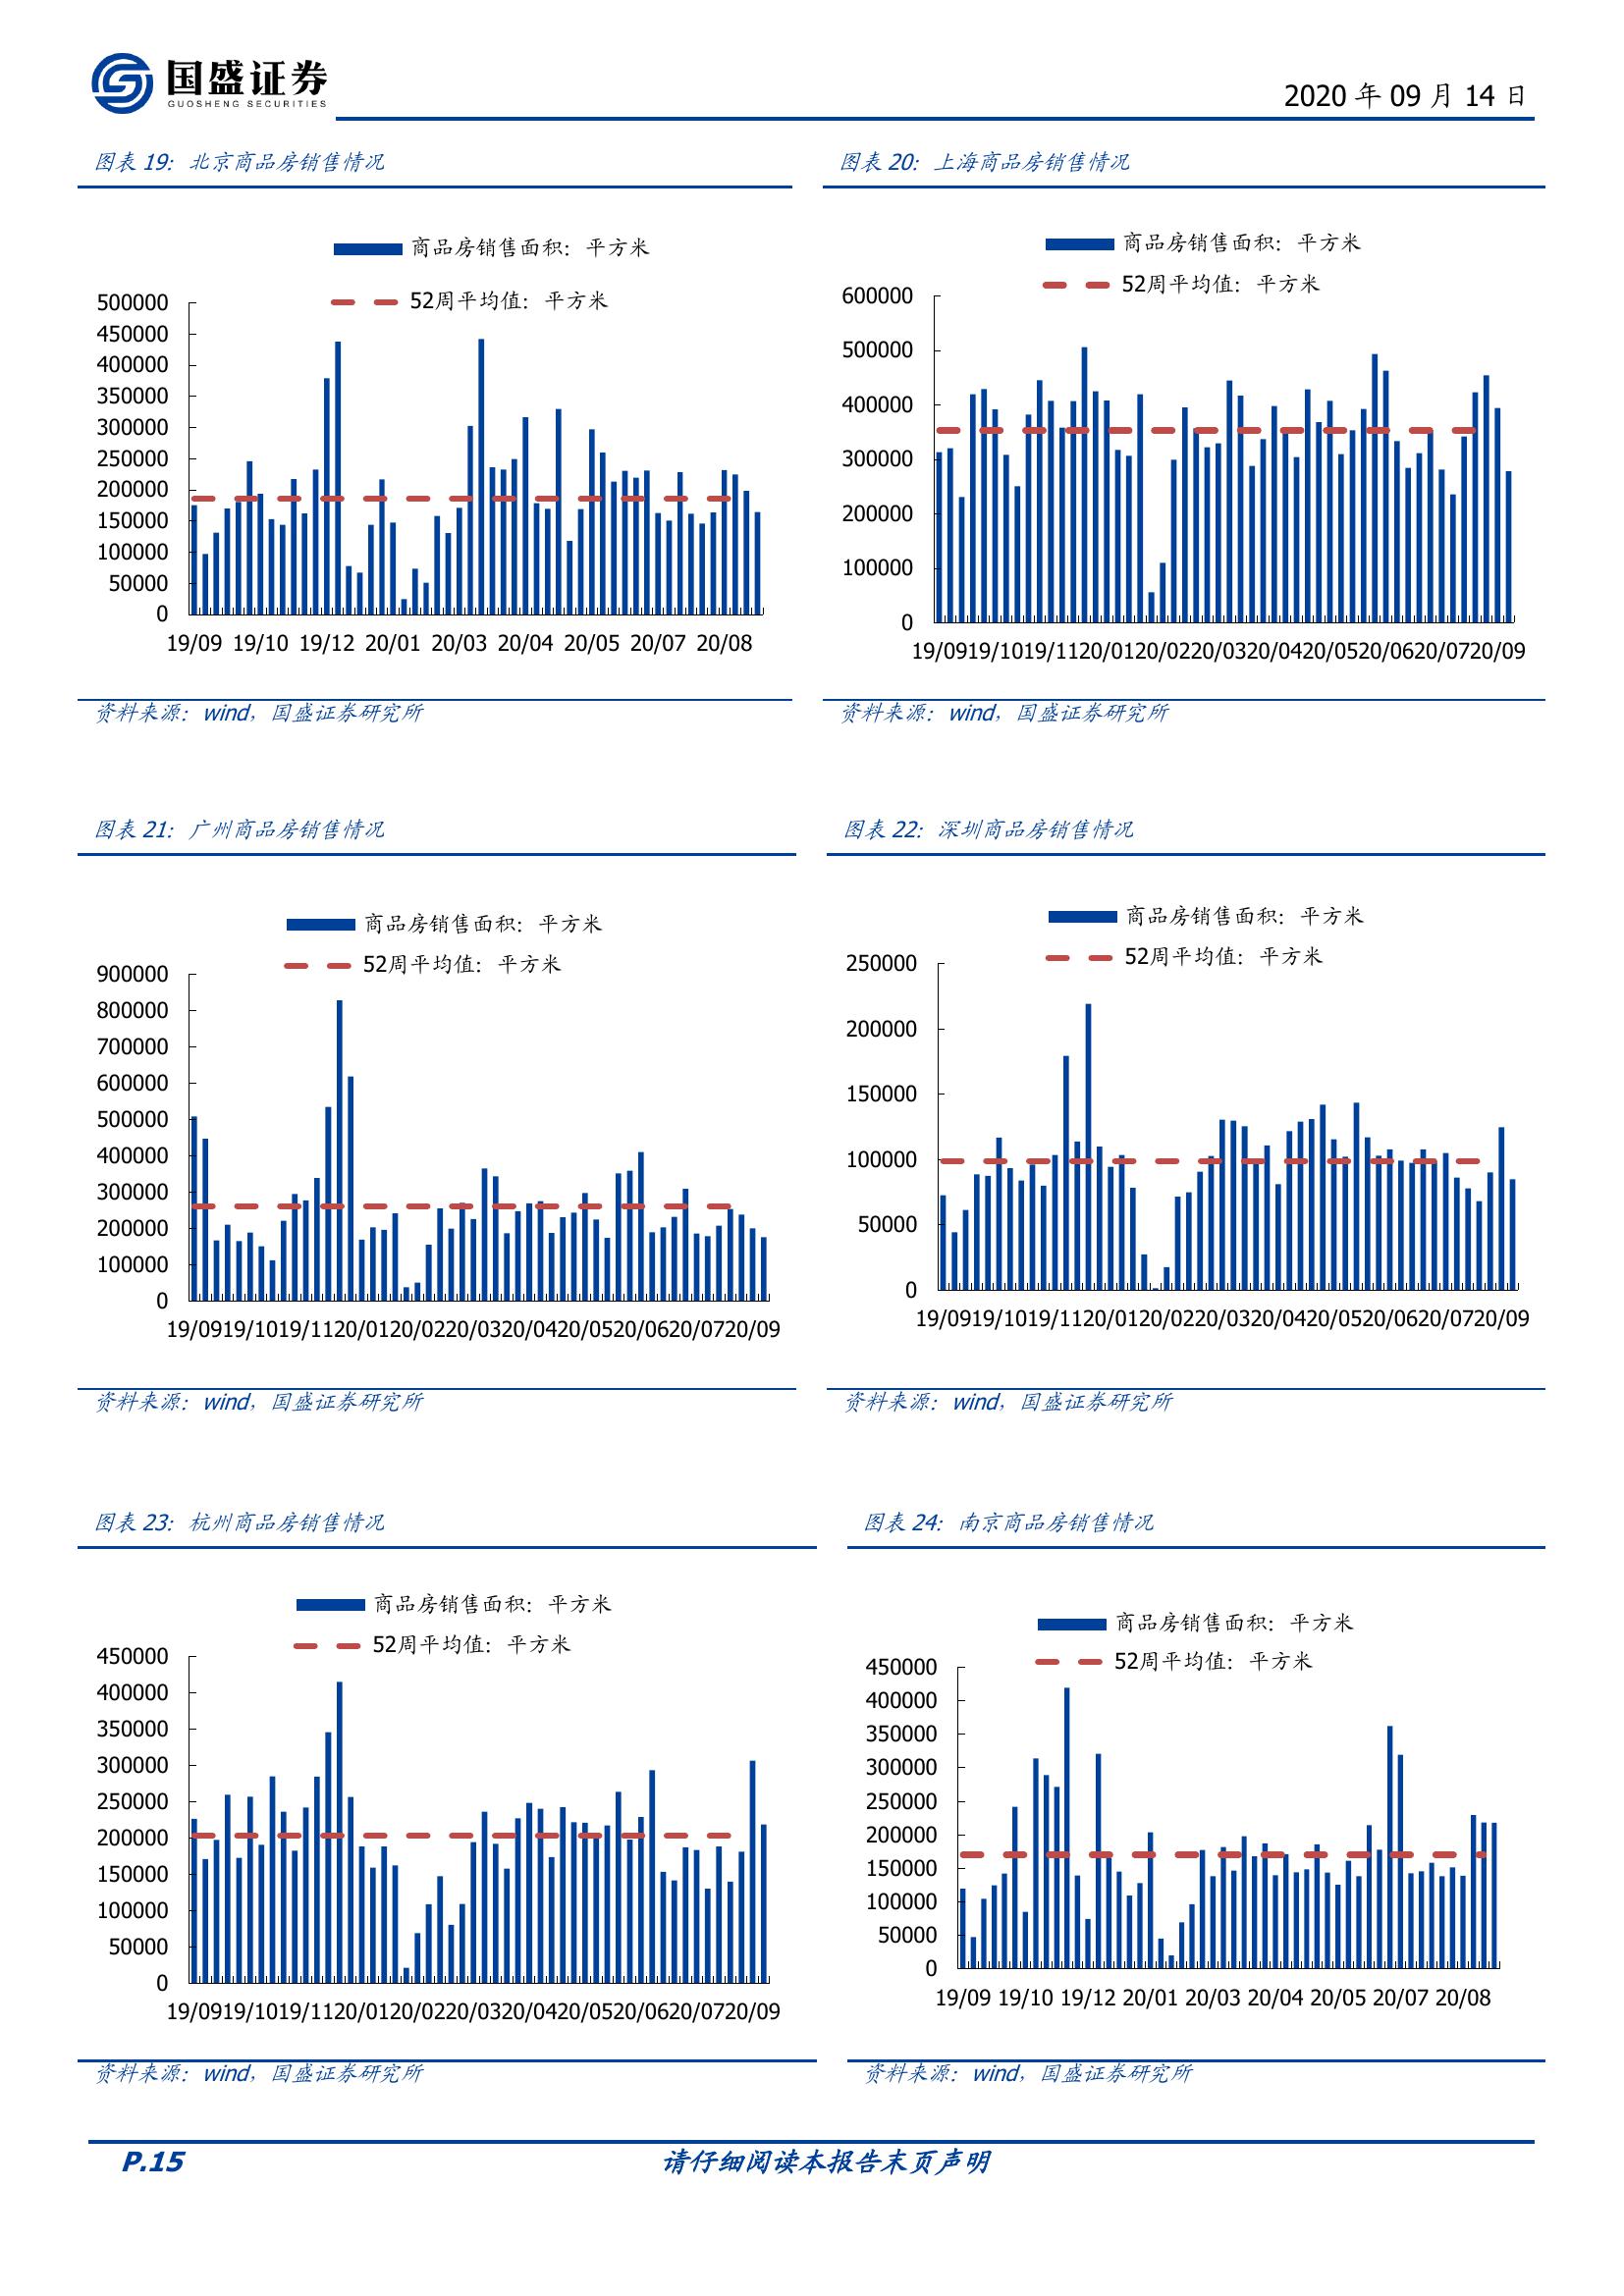 国盛证券
GUOSHENG SECURITIES
2020 年 09 月 14 日
图表 19：北京商品房销售情况
商品房销售面积：平方米
52周平均值：平方米
500000
450000
400000
350000
300000
250000
200000
150000
100000
50000
0
19/09 19/10 19/12 20/01 20/03 20/04 20/05 20/07 20/08
资料来源：wind，国盛证券研究所
图表 20：上海商品房销售情况
商品房销售面积：平方米
52周平均值：平方米
600000
500000
400000
300000
200000
100000
0
19/0919/1019/1120/0120/0220/0320/0420/0520/0620/0720/09
资料来源：wind，国盛证券研究所
图表 21：广州商品房销售情况
商品房销售面积：平方米
52周平均值：平方米
900000
800000
700000
600000
500000
400000
300000
200000
100000
0
19/0919/1019/1120/0120/0220/0320/0420/0520/0620/0720/09
资料来源：wind，国盛证券研究所
图表 22：深圳商品房销售情况
商品房销售面积：平方米
52周平均值：平方米
250000
200000
150000
100000
50000
0
19/0919/1019/1120/0120/0220/0320/0420/0520/0620/0720/09
资料来源：wind，国盛证券研究所
图表 23：杭州商品房销售情况
商品房销售面积：平方米
52周平均值：平方米
450000
400000
350000
300000
250000
200000
150000
100000
50000
0
19/0919/1019/1120/0120/0220/0320/0420/0520/0620/0720/09
资料来源：wind，国盛证券研究所
图表 24：南京商品房销售情况
商品房销售面积：平方米
52周平均值：平方米
450000
400000
350000
300000
250000
200000
150000
100000
50000
0
19/09 19/10 19/12 20/01 20/03 20/04 20/05 20/07 20/08
资料来源：wind，国盛证券研究所
P.15
请仔细阅读本报告末页声明